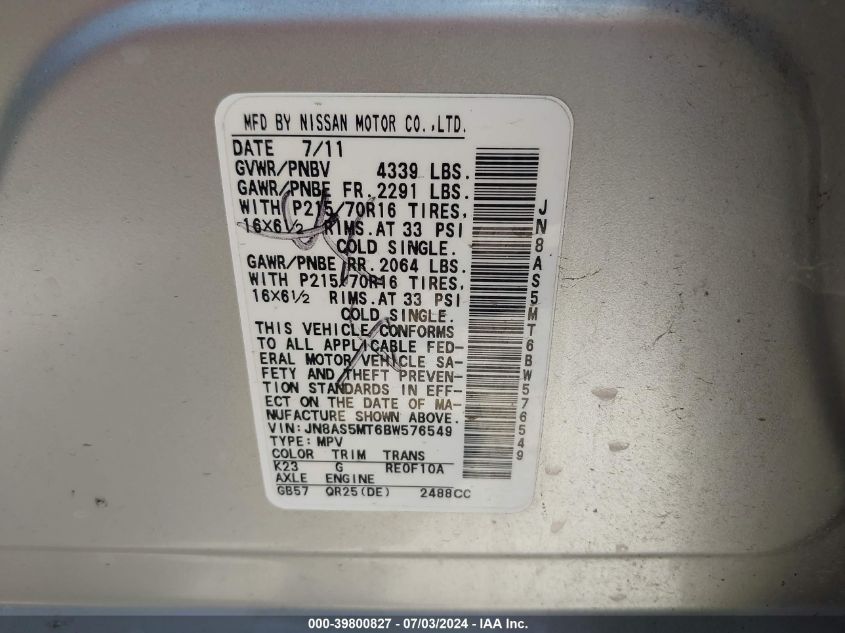 MFD BY NISSAN MOTOR CO.,LTD.
DATE 7/11
GVWR/PNBV 4339 LBS.
GAWR/PNBE FR.2291 LBS.
WITH P215/70R16 TIRES,
16X6½ RIMS.AT 33 PSI
COLD SINGLE.
GAWR/PNBE RR.2064 LBS.
WITH P215/70R16 TIRES,
16X6½ RIMS.AT 33 PSI
COLD SINGLE.
THIS VEHICLE CONFORMS
TO ALL APPLICABLE FED-
ERAL MOTOR VEHICLE SA-
FETY AND THEFT PREVEN-
TION STANDARDS IN EFF-
ECT ON THE DATE OF MA-
NUFACTURE SHOWN ABOVE.
VIN:JN8AS5MT6BW576549
TYPE:MPV
COLOR TRIM TRANS
K23 G RE0F10A
AXLE ENGINE
GB57 QR25(DE) 2488CC
JN8AS5MT6BW576549
000-39800827 - 07/03/2024 - IAA Inc.